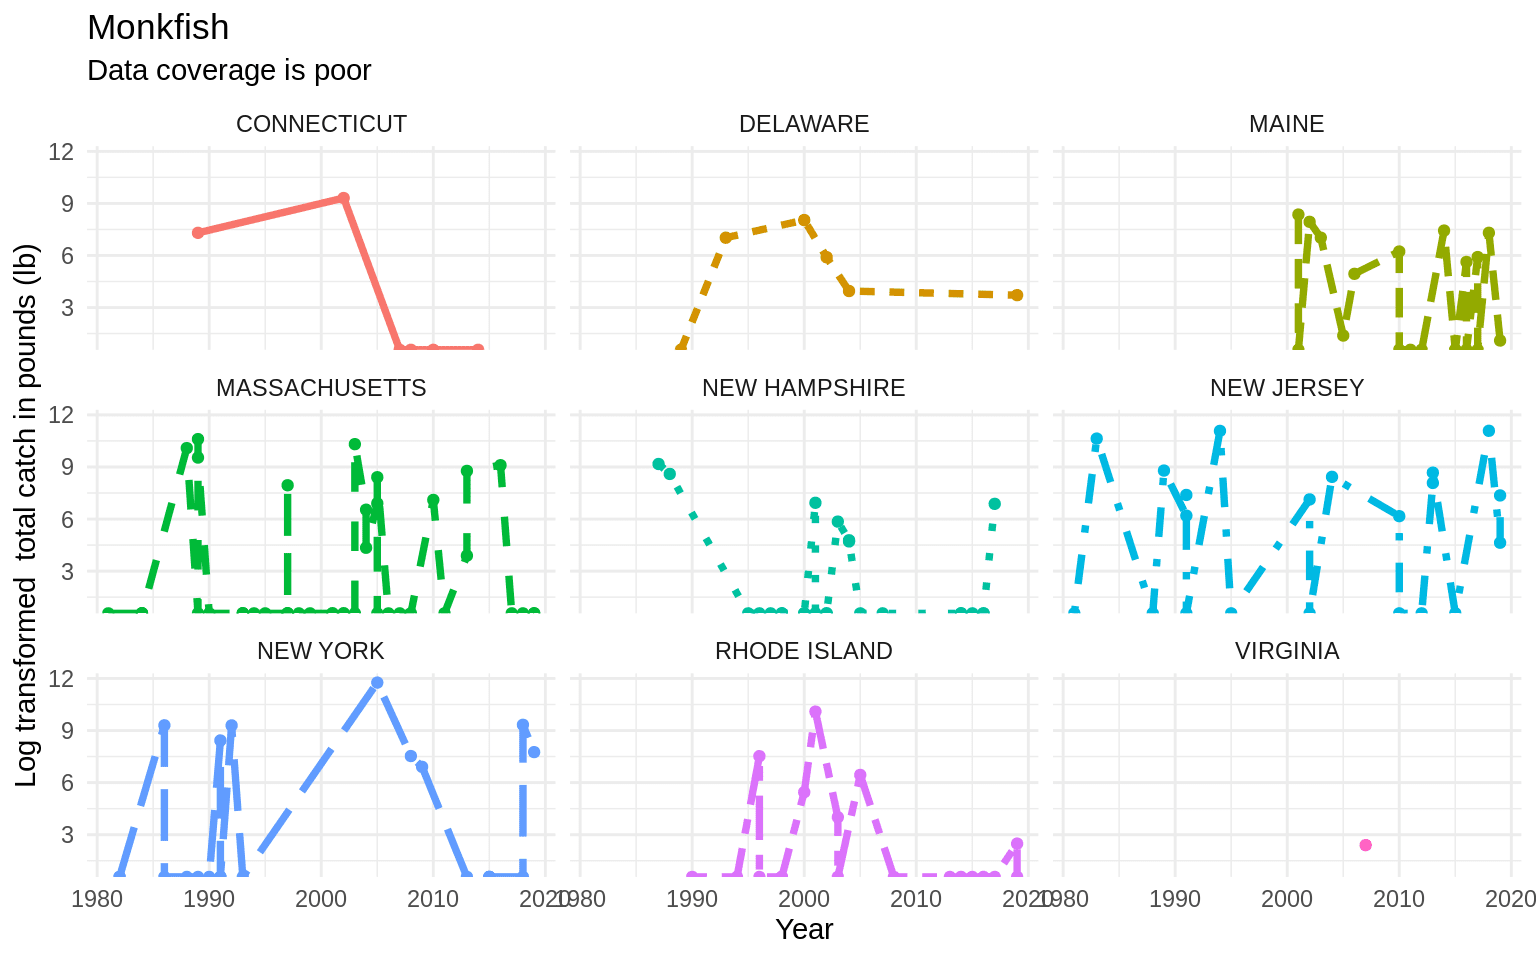 Monkfish
Data coverage is poor
CONNECTICUT DELAWARE MAINE
12
9
6
3
MASSACHUSETTS NEW HAMPSHIRE NEW JERSEY
12
9
6
3
NEW YORK RHODE ISLAND VIRGINIA
12
9
6
3
1980 1990 2000 2010 2020 1980 1990 2000 2010 2020 1980 1990 2000 2010 2020
Year
Log transformed  total catch in pounds (lb)